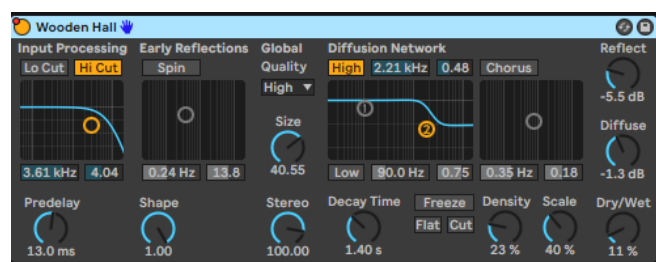 Wooden Hall
Input Processing Early Reflections Global Diffusion Network Reflect
Lo Cut Hi Cut Spin Quality High 2.21 kHz 0.48 Chorus
High
-5.5 dB
1
2
Size Diffuse
3.61 kHz 4.04 0.24 Hz 13.8 40.55 Low 90.0 Hz 0.75 0.35 Hz 0.18 -1.3 dB
Predelay Shape Stereo Decay Time Freeze Density Scale Dry/Wet
Flat Cut
13.0 ms 1.00 100.00 1.40 s 23 % 40 % 11 %